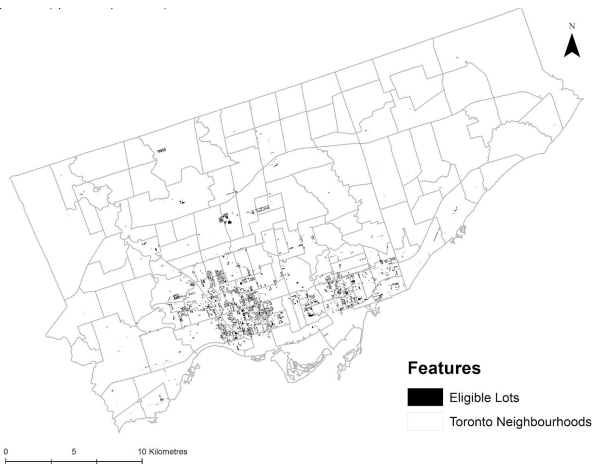 N
Features
Eligible Lots
Toronto Neighbourhoods
0 5 10 Kilometres